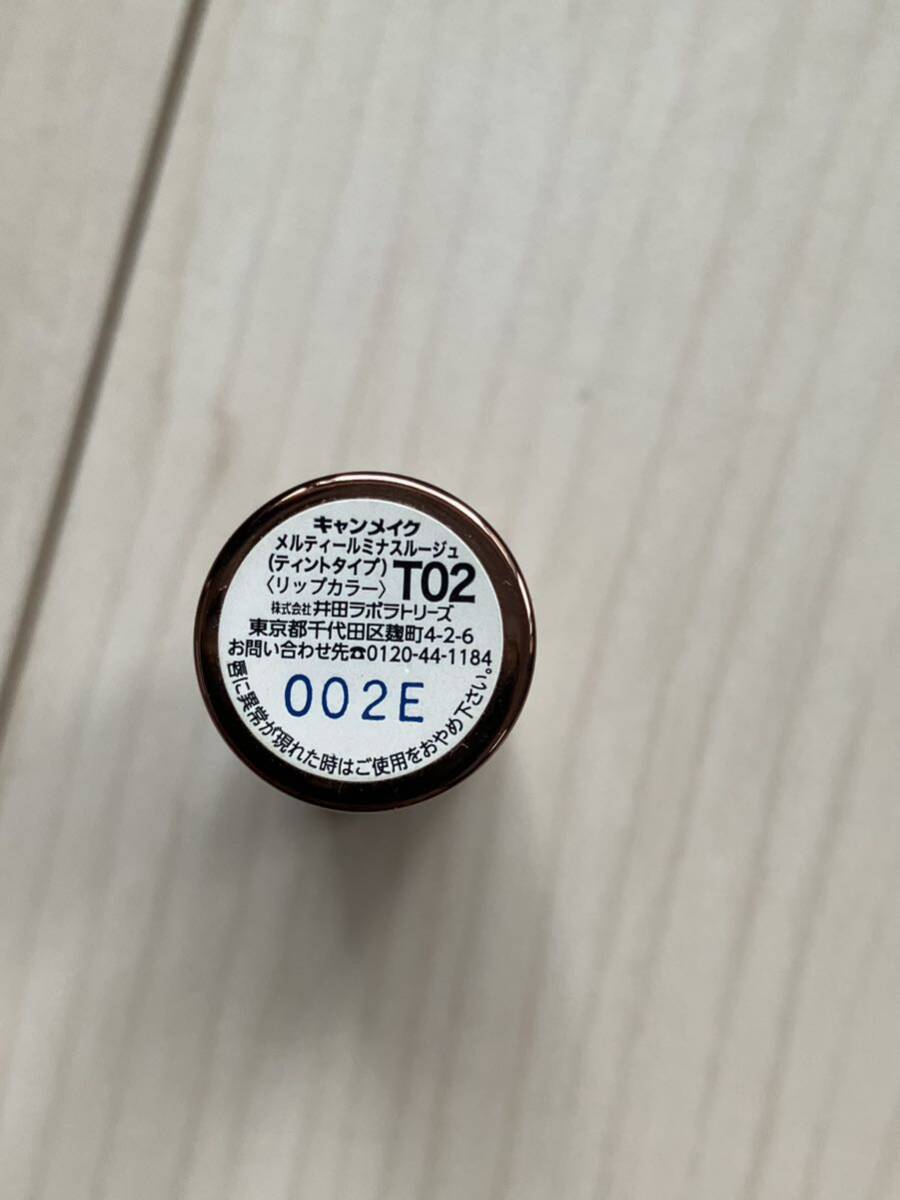 キャンメイク
メルティールミナスルージュ
(ティントタイプ) T02
〈リップカラー〉
株式会社 井田ラボラトリーズ
東京都千代田区麹町4-2-6
お問い合わせ先☎0120-44-1184
002E
唇に異常が現れた時はご使用をおやめ下さい。